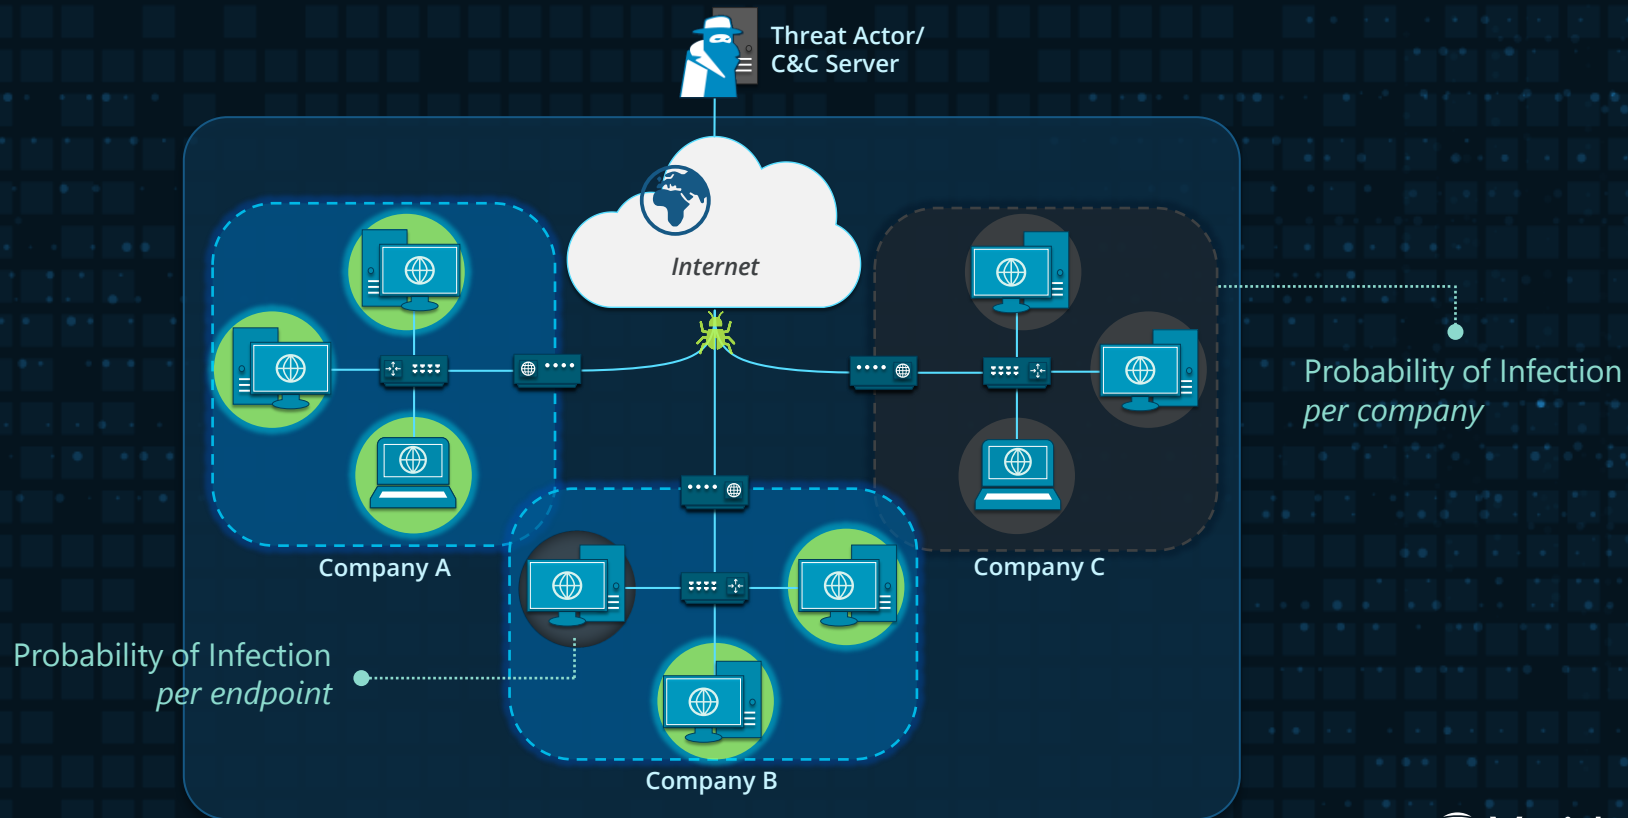 Threat Actor/
C&C Server
Internet
Probability of Infection
per company
Company A
Company C
Probability of Infection
per endpoint
Company B